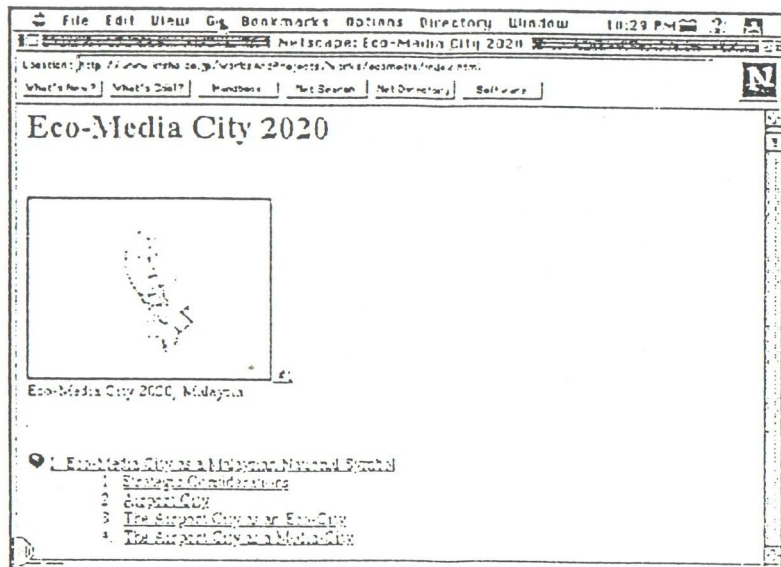 File Edit View Go Bookmarks Options Directory Window 10:29 PM
Netscape: Eco-Media City 2020
Location:
What's New? What's Cool? Handbook Net Search Net Directory Software
N
Eco-Media City 2020
Eco-Media City 2020, Malaysia
1. Eco-Media City as a Malaysian National Symbol
1. Strategic Considerations
2. Airport City
3. The Airport City as an Eco-City
4. The Airport City as a Media-City